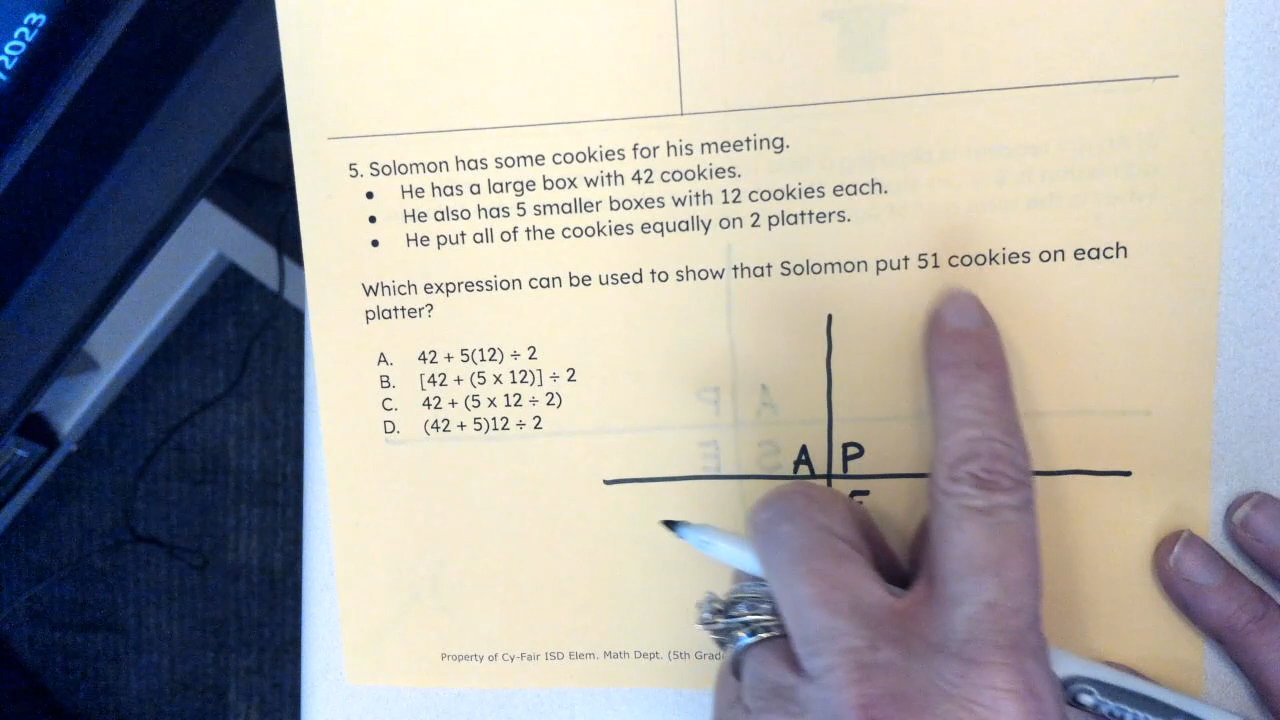 /2023
5. Solomon has some cookies for his meeting.
• He has a large box with 42 cookies.
• He also has 5 smaller boxes with 12 cookies each.
• He put all of the cookies equally on 2 platters.
Which expression can be used to show that Solomon put 51 cookies on each
platter?
A. 42 + 5(12) ÷ 2
B. [42 + (5 x 12)] ÷ 2
C. 42 + (5 x 12 ÷ 2)
D. (42 + 5)12 ÷ 2
A P
Property of Cy-Fair ISD Elem. Math Dept. (5th